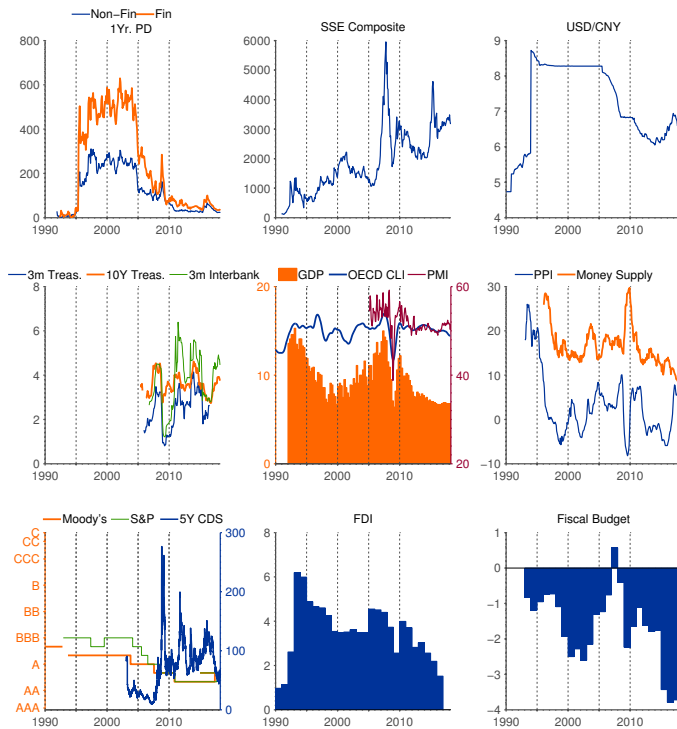 Non-Fin Fin
1Yr. PD
SSE Composite
USD/CNY
800
600
400
200
0
1990 2000 2010
6000
5000
4000
3000
2000
1000
0
1990 2000 2010
9
8
7
6
5
4
1990 2000 2010
3m Treas. 10Y Treas. 3m Interbank
GDP OECD CLI PMI
PPI Money Supply
8
6
4
2
0
1990 2000 2010
20
10
0
60
40
20
1990 2000 2010
30
20
10
0
−10
1990 2000 2010
Moody's S&P 5Y CDS
FDI
Fiscal Budget
C
CC
CCC
B
BB
BBB
A
AA
AAA
300
200
100
0
1990 2000 2010
8
6
4
2
0
1990 2000 2010
1
0
−1
−2
−3
−4
1990 2000 2010